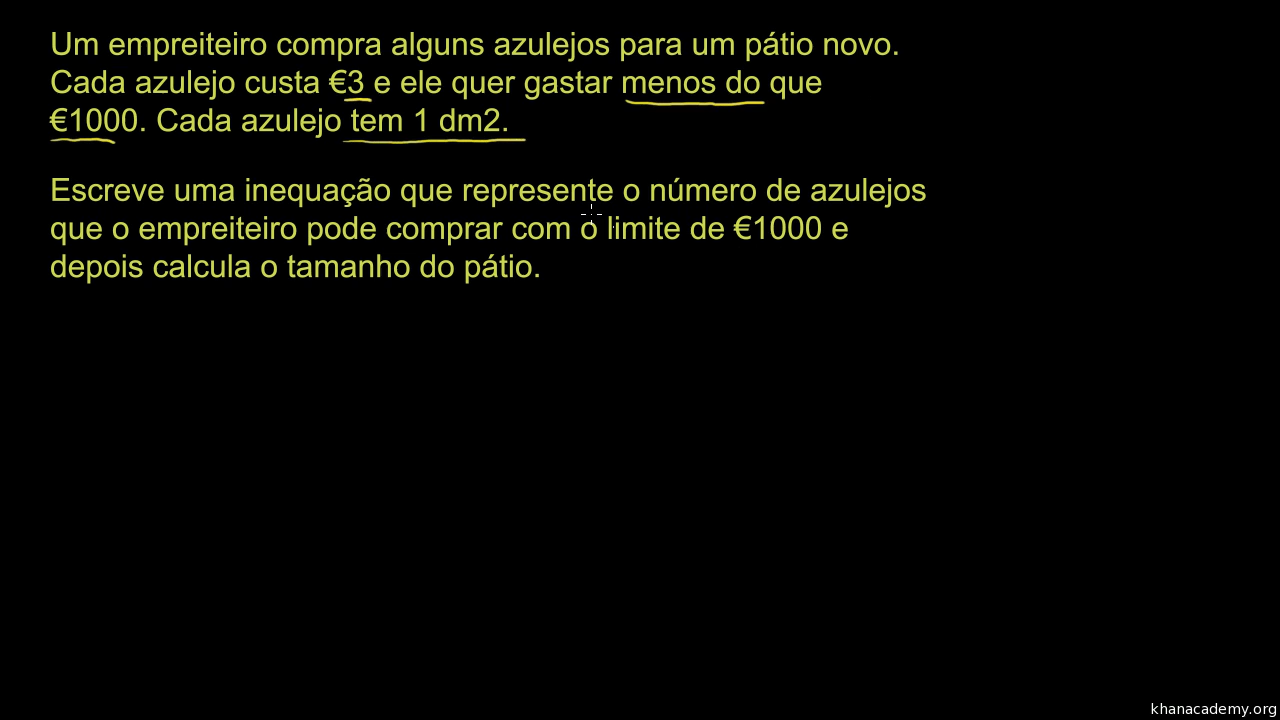 Um empreiteiro compra alguns azulejos para um pátio novo.
Cada azulejo custa €3 e ele quer gastar menos do que
€1000. Cada azulejo tem 1 dm2.
Escreve uma inequação que represente o número de azulejos
que o empreiteiro pode comprar com o limite de €1000 e
depois calcula o tamanho do pátio.
khanacademy.org